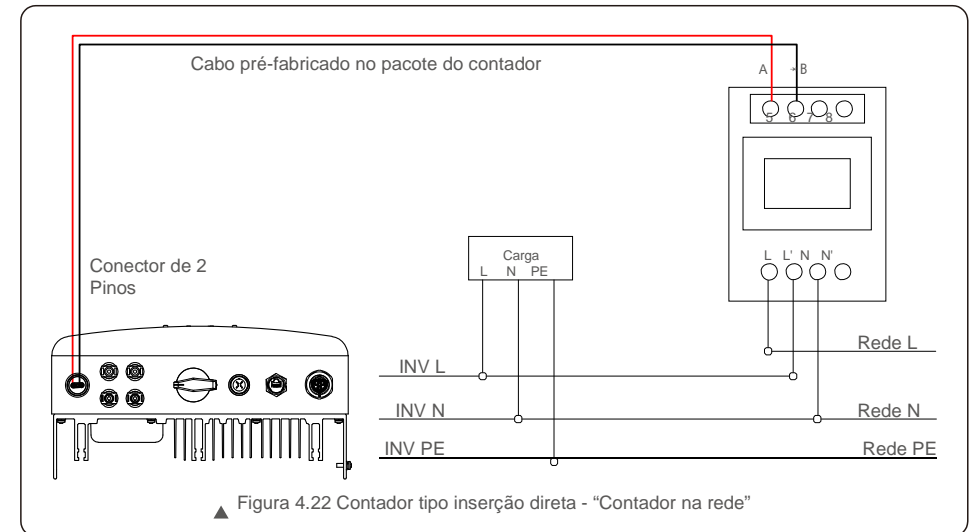 Cabo pré-fabricado no pacote do contador
A B
5 6 7 8
Conector de 2
Pinos
Carga
L N PE
L L' N N'
INV L
Rede L
INV N
Rede N
INV PE
Rede PE
▲ Figura 4.22 Contador tipo inserção direta - “Contador na rede”